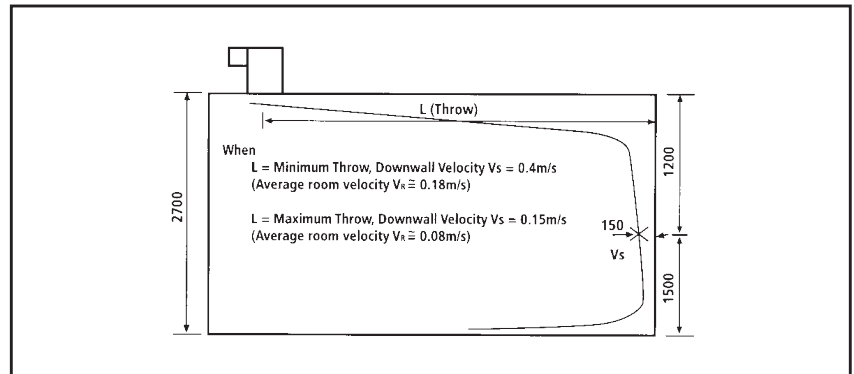 L (Throw)
When
L = Minimum Throw, Downwall Velocity Vs = 0.4m/s
(Average room velocity VR ≅ 0.18m/s)
L = Maximum Throw, Downwall Velocity Vs = 0.15m/s
(Average room velocity VR ≅ 0.08m/s)
2700
1200
150
Vs
1500